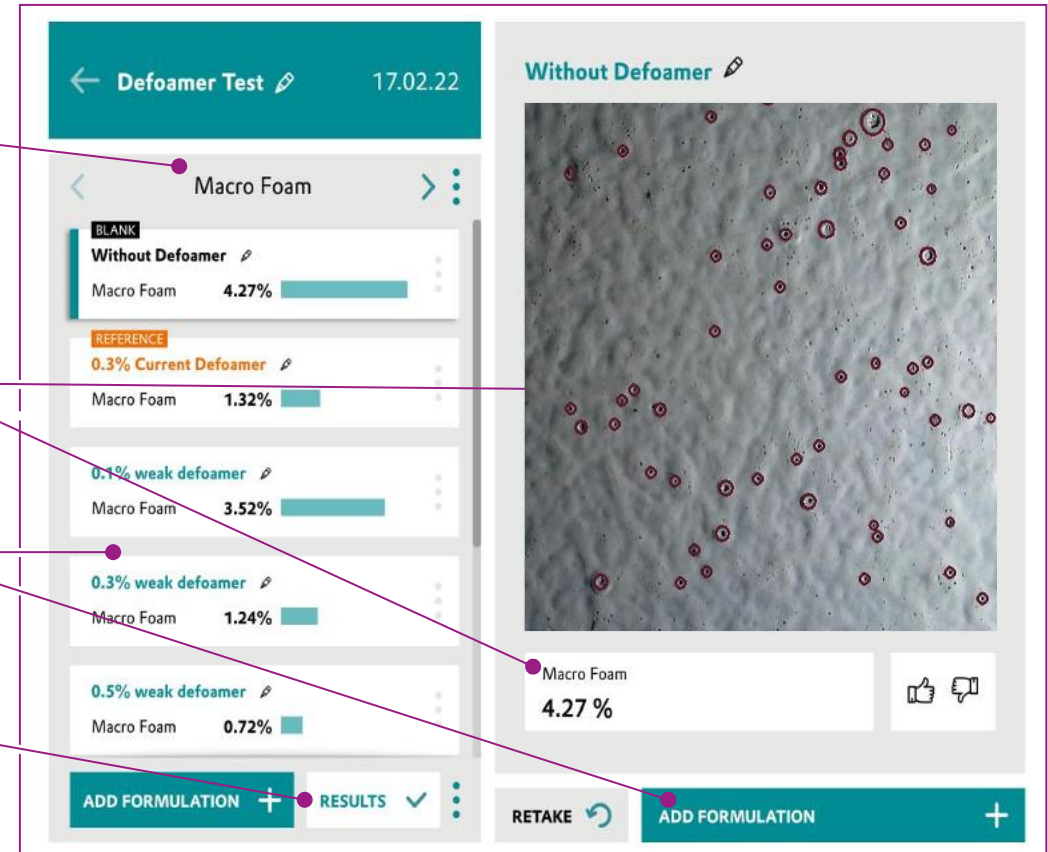 Defoamer Test 17.02.22
Macro Foam
BLANK
Without Defoamer
Macro Foam 4.27%
REFERENCE
0.3% Current Defoamer
Macro Foam 1.32%
0.1% weak defoamer
Macro Foam 3.52%
0.3% weak defoamer
Macro Foam 1.24%
0.5% weak defoamer
Macro Foam 0.72%
ADD FORMULATION + RESULTS
Without Defoamer
Macro Foam
4.27 %
RETAKE ADD FORMULATION +